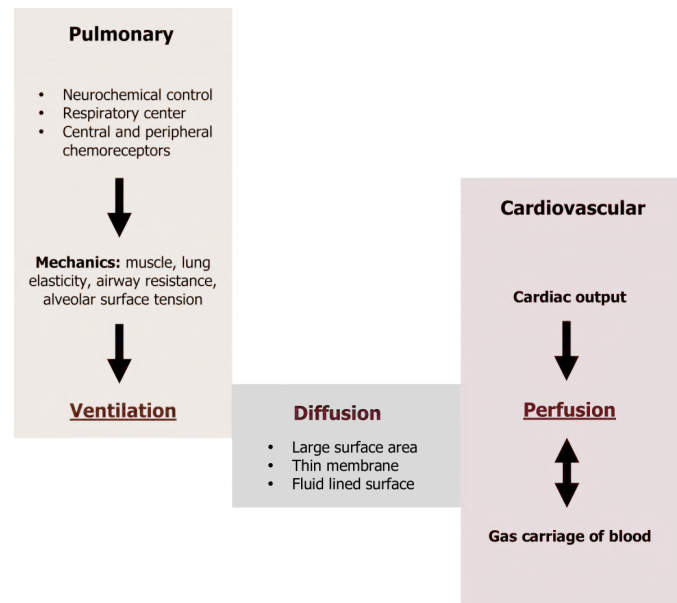 Pulmonary
• Neurochemical control
• Respiratory center
• Central and peripheral
chemoreceptors
Mechanics: muscle, lung
elasticity, airway resistance,
alveolar surface tension
Ventilation
Diffusion
• Large surface area
• Thin membrane
• Fluid lined surface
Cardiovascular
Cardiac output
Perfusion
Gas carriage of blood